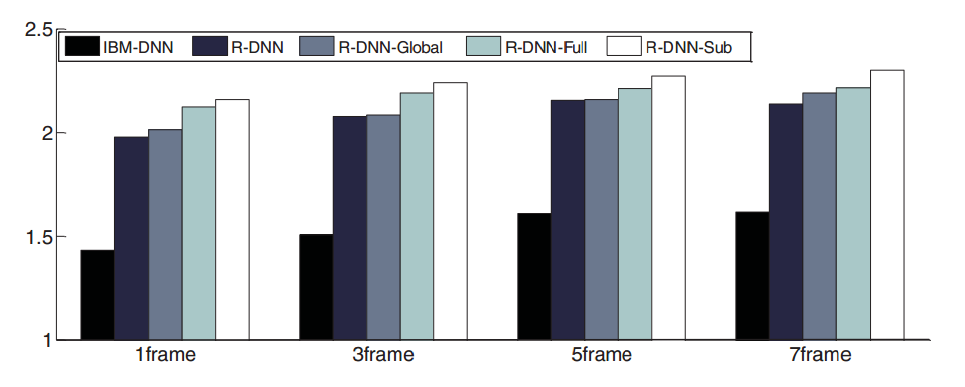 2.5
IBM-DNN R-DNN R-DNN-Global R-DNN-Full R-DNN-Sub
2
1.5
1
1frame 3frame 5frame 7frame